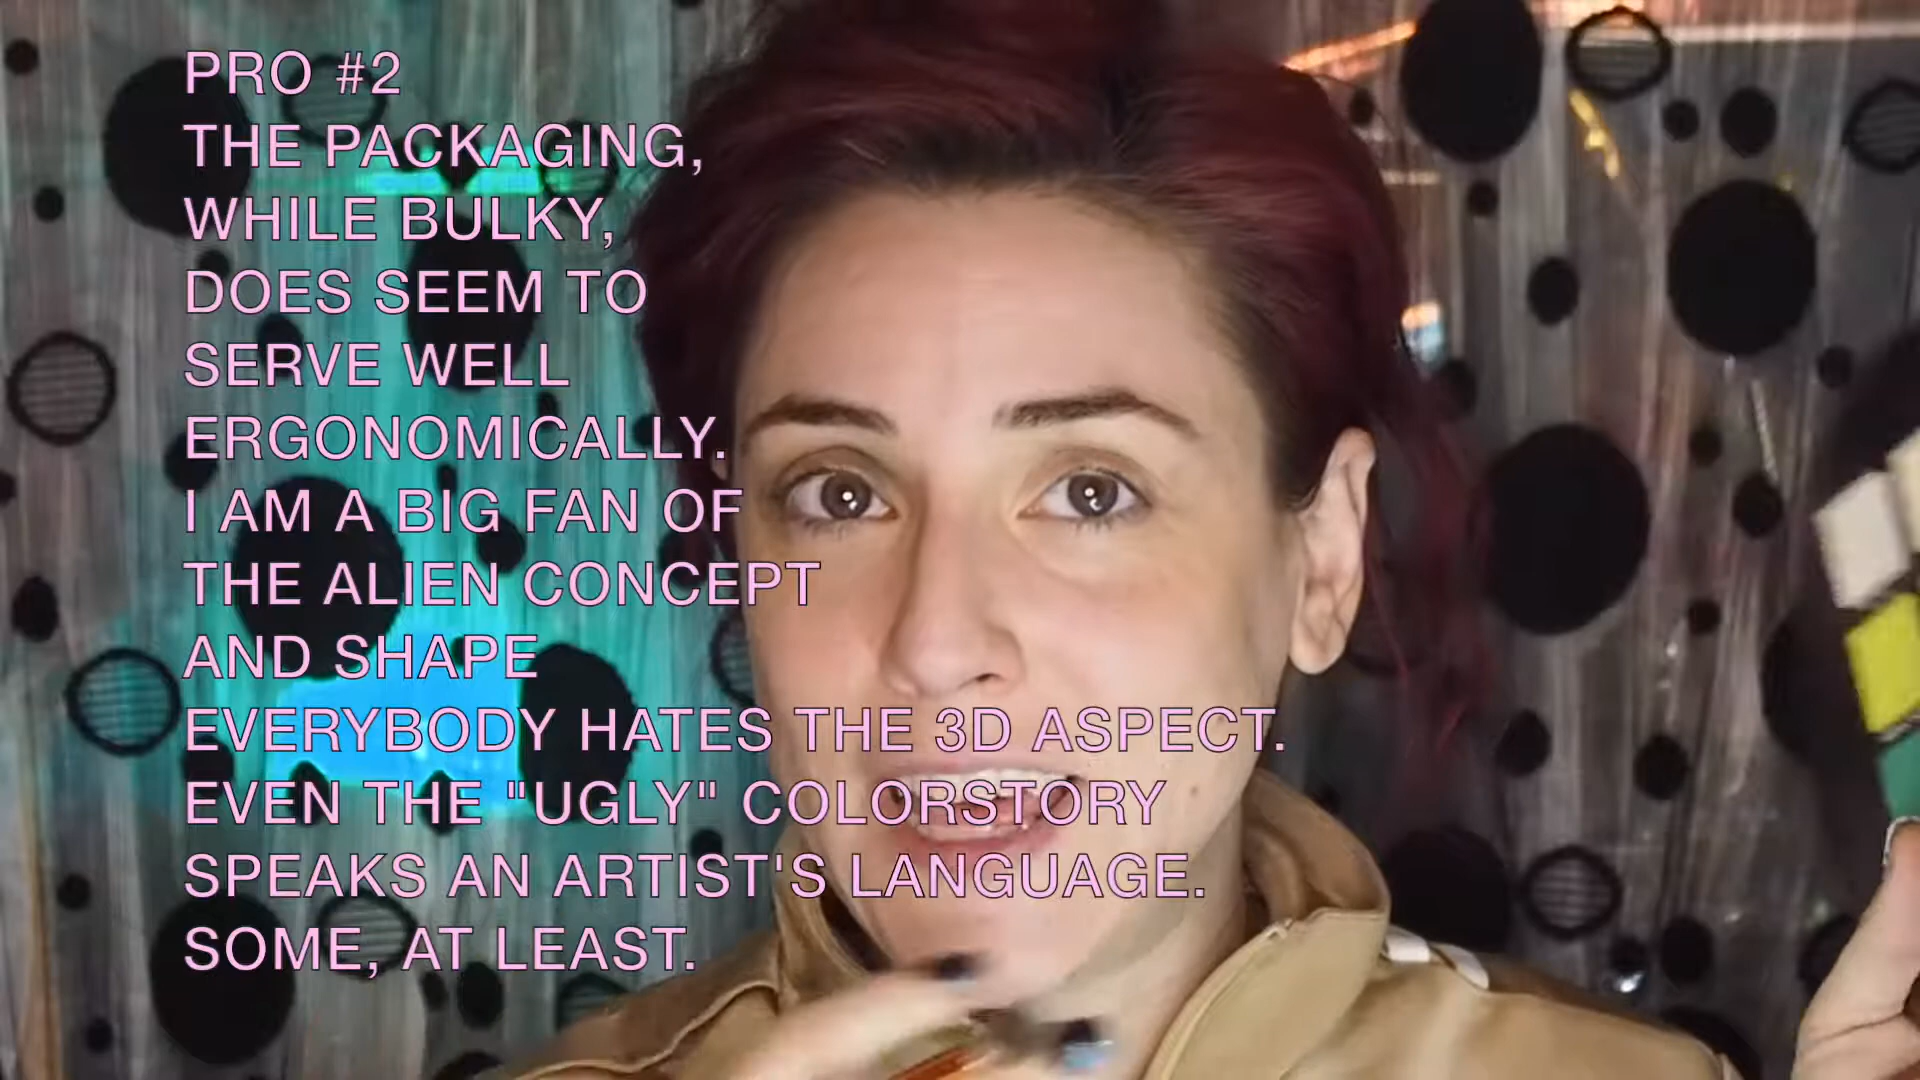 PRO #2
THE PACKAGING,
WHILE BULKY,
DOES SEEM TO
SERVE WELL
ERGONOMICALLY.
I AM A BIG FAN OF
THE ALIEN CONCEPT
AND SHAPE
EVERYBODY HATES THE 3D ASPECT.
EVEN THE "UGLY" COLORSTORY
SPEAKS AN ARTIST'S LANGUAGE.
SOME, AT LEAST.